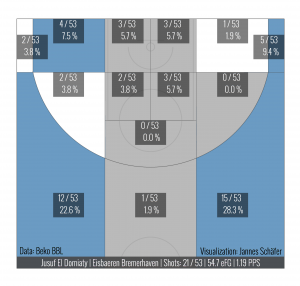 4 / 53
7.5 %
3 / 53
5.7 %
3 / 53
5.7 %
1 / 53
1.9 %
2 / 53
3.8 %
5 / 53
9.4 %
2 / 53
3.8 %
2 / 53
3.8 %
3 / 53
5.7 %
0 / 53
0.0 %
0 / 53
0.0 %
12 / 53
22.6 %
1 / 53
1.9 %
15 / 53
28.3 %
Data: Beko BBL
Visualization: Jannes Schäfer
Jusuf El Domiaty | Eisbaeren Bremerhaven | Shots: 21 / 53 | 54.7 eFG | 1.19 PPS